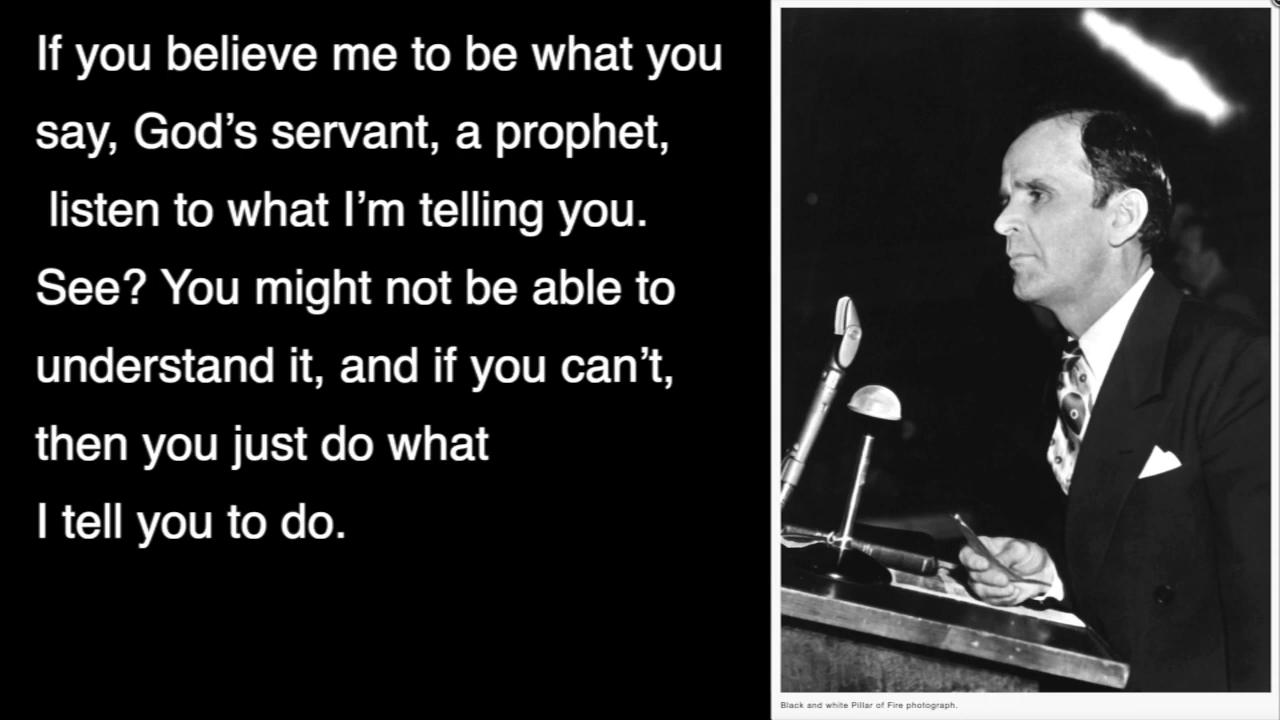 If you believe me to be what you
say, God’s servant, a prophet,
listen to what I’m telling you.
See? You might not be able to
understand it, and if you can’t,
then you just do what
I tell you to do.
Black and white Pillar of Fire photograph.